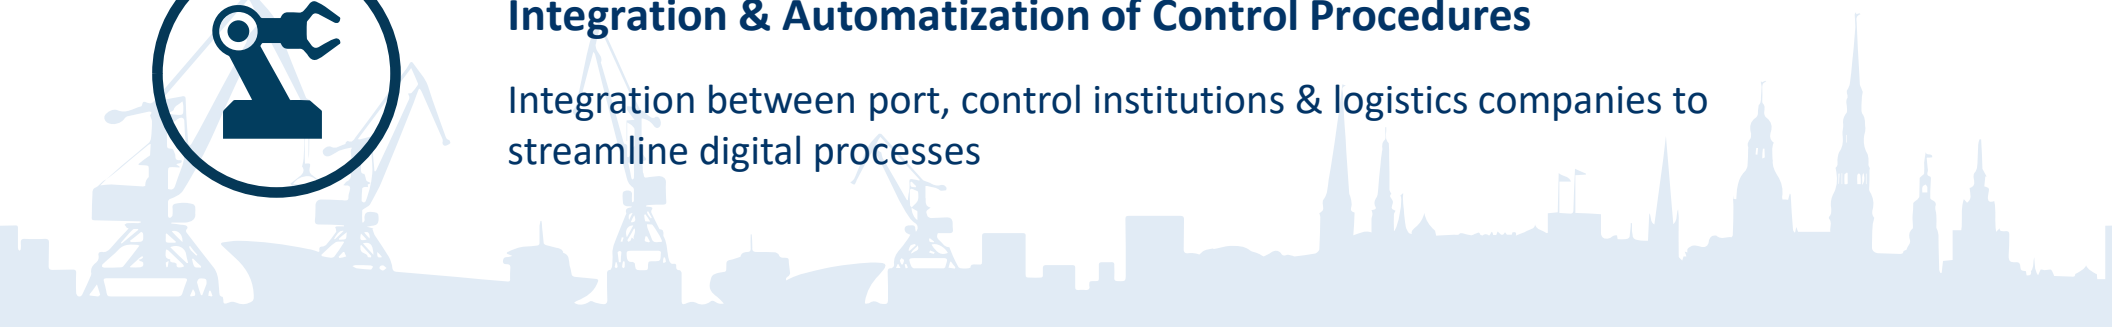 Integration & Automatization of Control Procedures
Integration between port, control institutions & logistics companies to
streamline digital processes